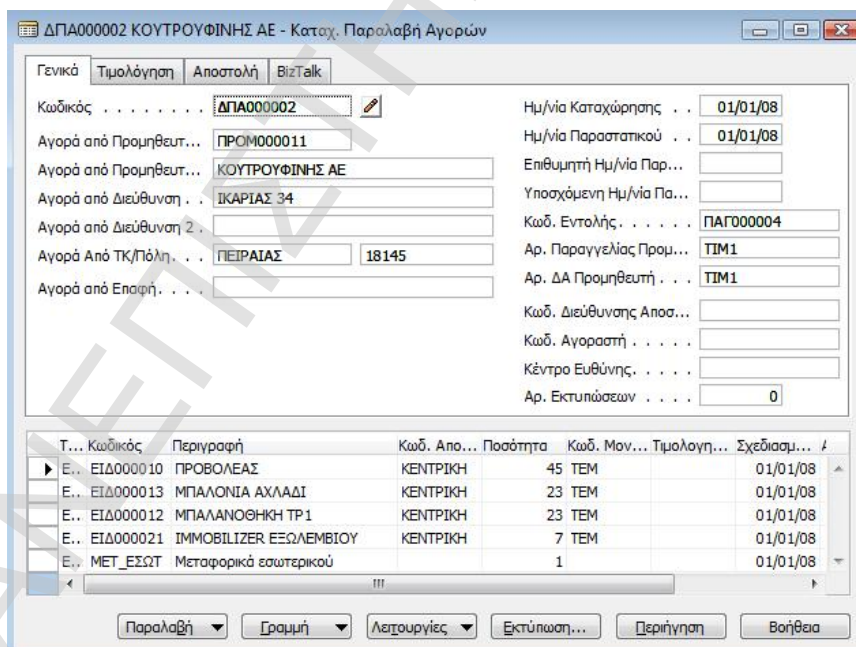 ΔΠΑ000002 ΚΟΥΤΡΟΥΦΙΝΗΣ ΑΕ - Καταχ. Παραλαβή Αγορών
Γενικά Τιμολόγηση Αποστολή BizTalk
Κωδικός . . . . . . . . ΔΠΑ000002
Αγορά από Προμηθευτ... ΠΡΟΜ000011
Αγορά από Προμηθευτ... ΚΟΥΤΡΟΥΦΙΝΗΣ ΑΕ
Αγορά από Διεύθυνση . . ΙΚΑΡΙΑΣ 34
Αγορά από Διεύθυνση 2 .
Αγορά Από ΤΚ/Πόλη. . . ΠΕΙΡΑΙΑΣ 18145
Αγορά από Επαφή. . . .
Ημ/νία Καταχώρησης . . 01/01/08
Ημ/νία Παραστατικού . . 01/01/08
Επιθυμητή Ημ/νία Παρ...
Υποσχόμενη Ημ/νία Πα...
Κωδ. Εντολής. . . . . . ΠΑΓ000004
Αρ. Παραγγελίας Προμ... ΤΙΜ1
Αρ. ΔΑ Προμηθευτή . . . ΤΙΜ1
Κωδ. Διεύθυνσης Αποσ...
Κωδ. Αγοραστή . . . . .
Κέντρο Ευθύνης. . . . .
Αρ. Εκτυπώσεων . . . . 0
Τ... Κωδικός Περιγραφή Κωδ. Απο... Ποσότητα Κωδ. Μον... Τιμολογη... Σχεδιασμ...
Ε.. ΕΙΔ000010 ΠΡΟΒΟΛΕΑΣ ΚΕΝΤΡΙΚΗ 45 ΤΕΜ 01/01/08
Ε.. ΕΙΔ000013 ΜΠΑΛΟΝΙΑ ΑΧΛΑΔΙ ΚΕΝΤΡΙΚΗ 23 ΤΕΜ 01/01/08
Ε.. ΕΙΔ000012 ΜΠΑΛΑΝΟΘΗΚΗ ΤΡ1 ΚΕΝΤΡΙΚΗ 23 ΤΕΜ 01/01/08
Ε.. ΕΙΔ000021 IMMOBILIZER ΕΞΩΛΕΜΒΙΟΥ ΚΕΝΤΡΙΚΗ 7 ΤΕΜ 01/01/08
Ε.. ΜΕΤ_ΕΣΩΤ Μεταφορικά εσωτερικού 1 01/01/08
Παραλαβή Γραμμή Λειτουργίες Εκτύπωση... Περιήγηση Βοήθεια